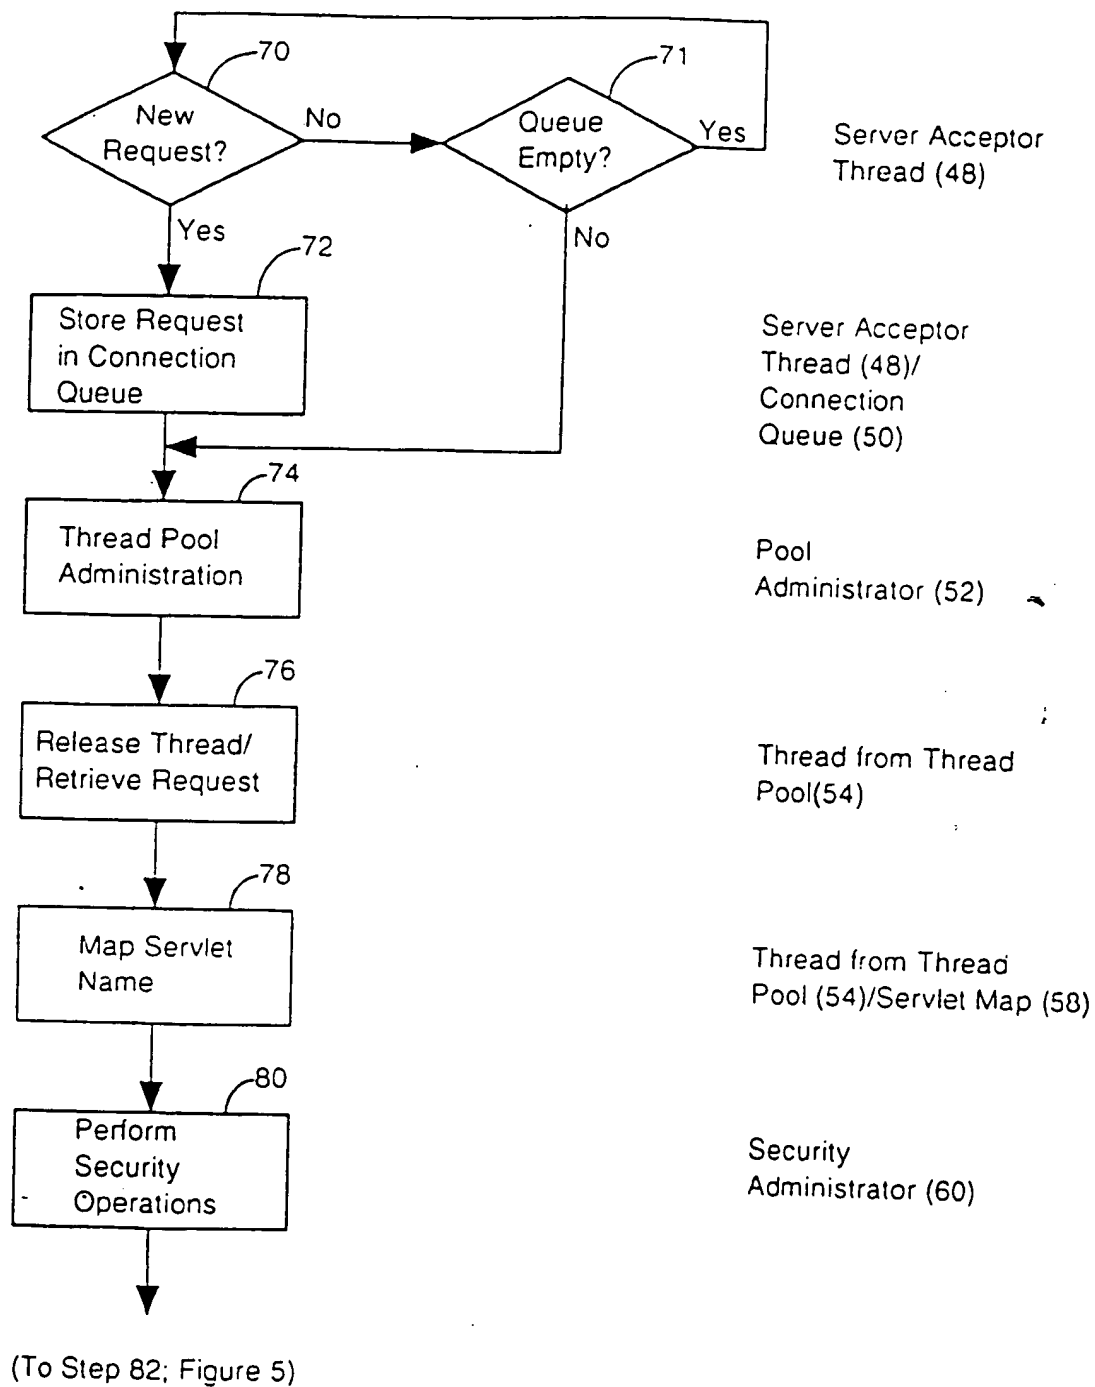 70
71
New
Request?
No
Queue
Empty?
Yes
Server Acceptor
Thread (48)
Yes
No
72
Store Request
in Connection
Queue
Server Acceptor
Thread (48)/
Connection
Queue (50)
74
Thread Pool
Administration
Pool
Administrator (52)
76
Release Thread/
Retrieve Request
Thread from Thread
Pool(54)
78
Map Servlet
Name
Thread from Thread
Pool (54)/Servlet Map (58)
80
Perform
Security
Operations
Security
Administrator (60)
(To Step 82; Figure 5)